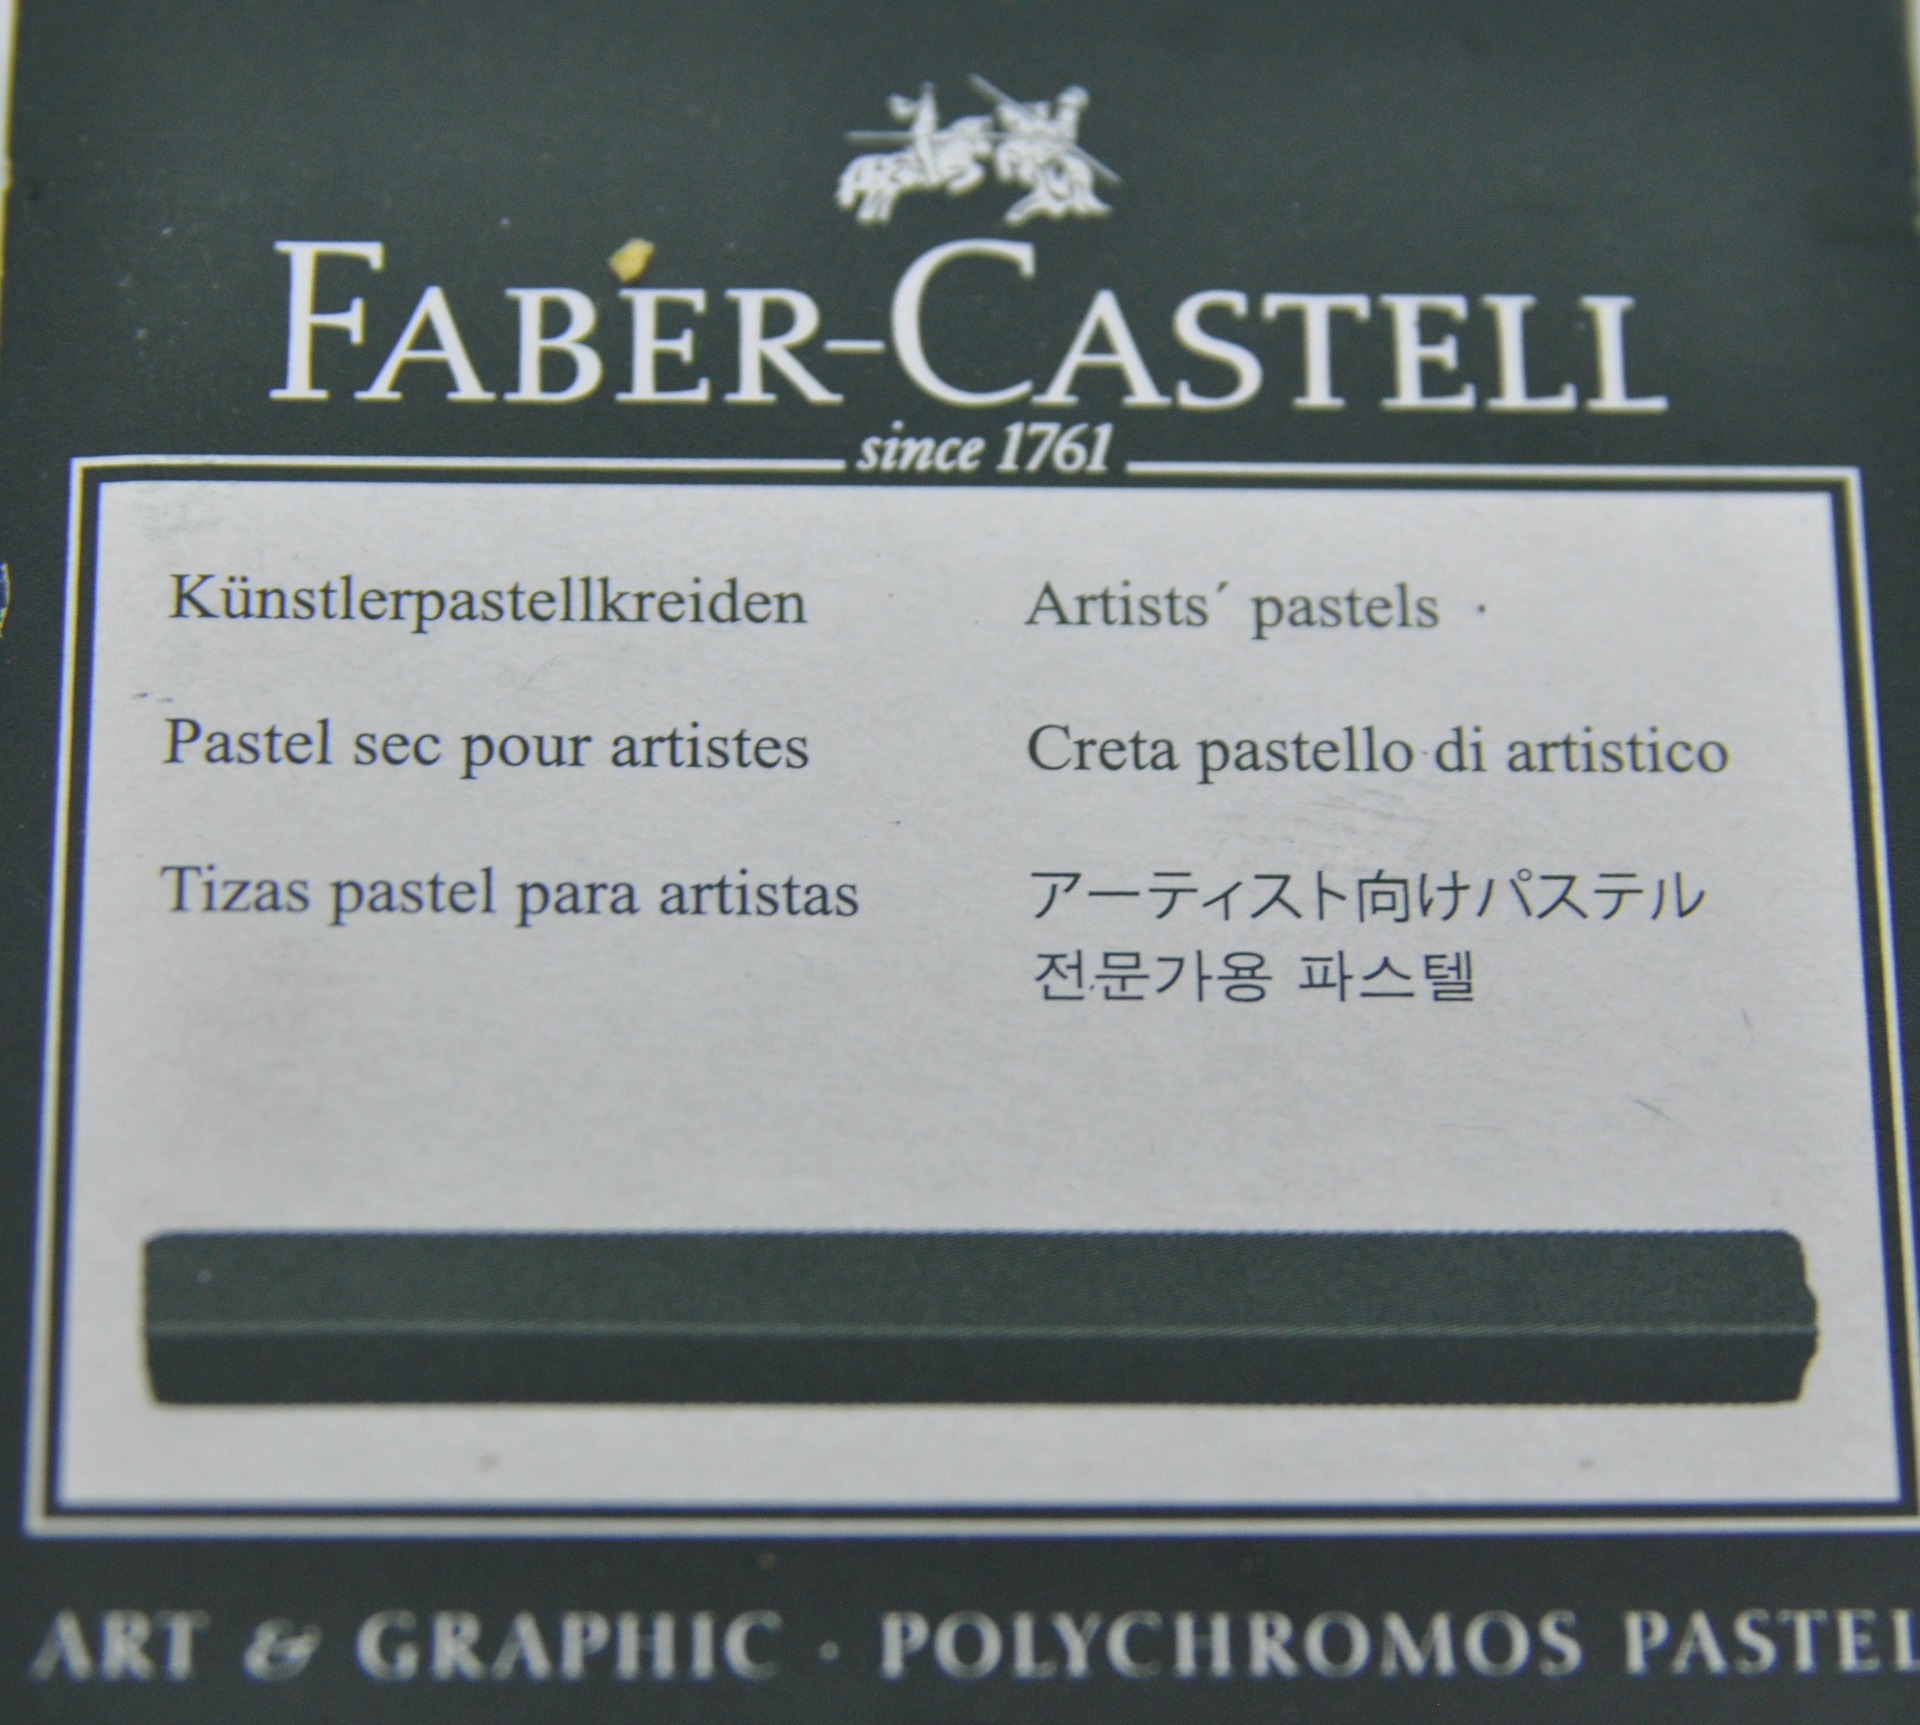 FABER-CASTELL
since 1761
Künstlerpastellkreiden
Pastel sec pour artistes
Tizas pastel para artistas
Artists´ pastels
Creta pastello di artistico
アーティスト向けパステル
전문가용 파스텔
ART & GRAPHIC · POLYCHROMOS PASTEL